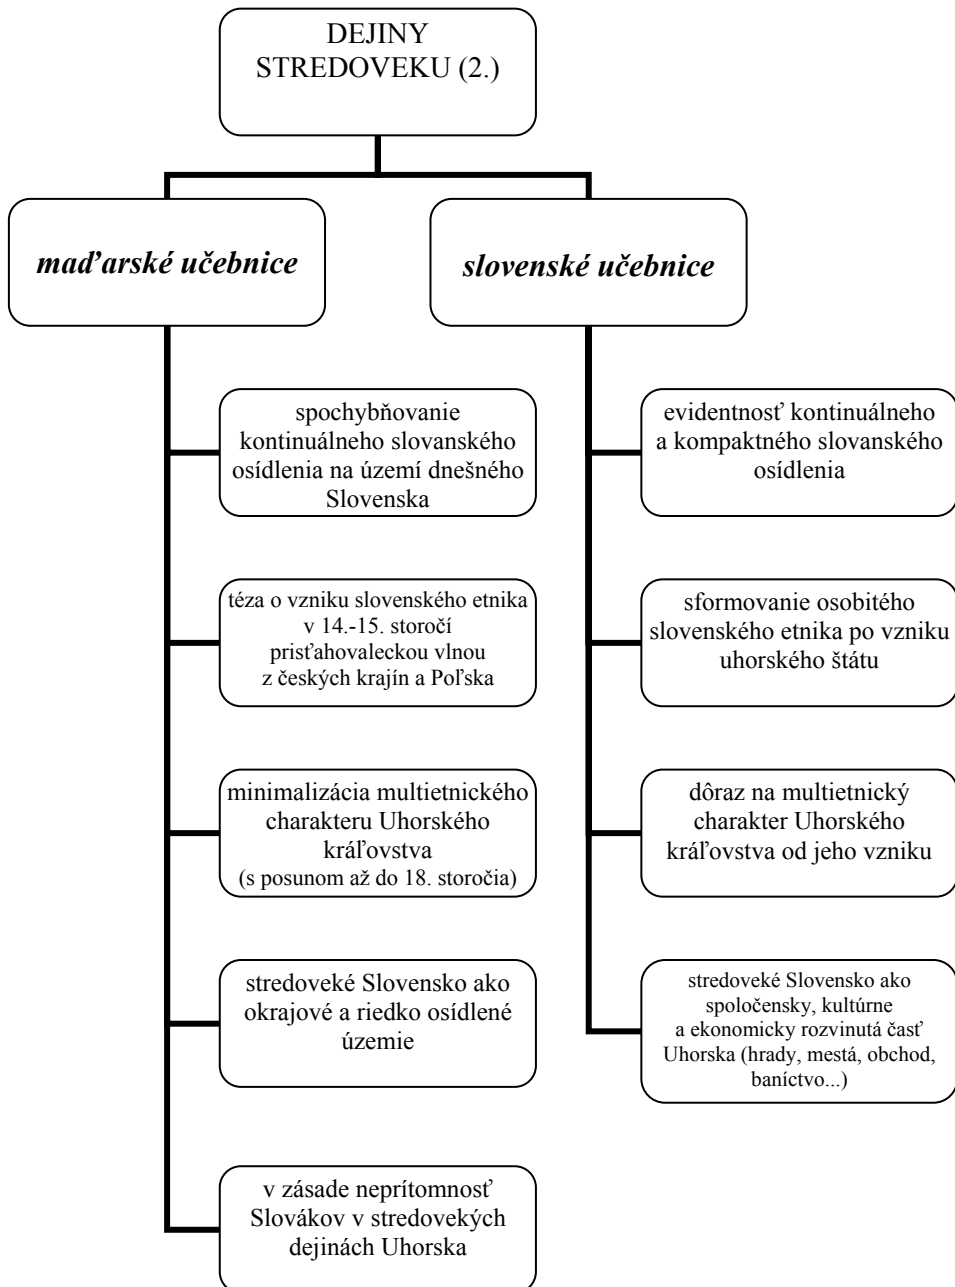 DEJINY
STREDOVEKU (2.)
maďarské učebnice
slovenské učebnice
spochybňovanie
kontinuálneho slovanského
osídlenia na území dnešného
Slovenska
evidentnosť kontinuálneho
a kompaktného slovanského
osídlenia
téza o vzniku slovenského etnika
v 14.-15. storočí
prisťahovaleckou vlnou
z českých krajín a Poľska
sformovanie osobitého
slovenského etnika po vzniku
uhorského štátu
minimalizácia multietnického
charakteru Uhorského
kráľovstva
(s posunom až do 18. storočia)
dôraz na multietnický
charakter Uhorského
kráľovstva od jeho vzniku
stredoveké Slovensko ako
okrajové a riedko osídlené
územie
stredoveké Slovensko ako
spoločensky, kultúrne
a ekonomicky rozvinutá časť
Uhorska (hrady, mestá, obchod,
baníctvo...)
v zásade neprítomnosť
Slovákov v stredovekých
dejinách Uhorska